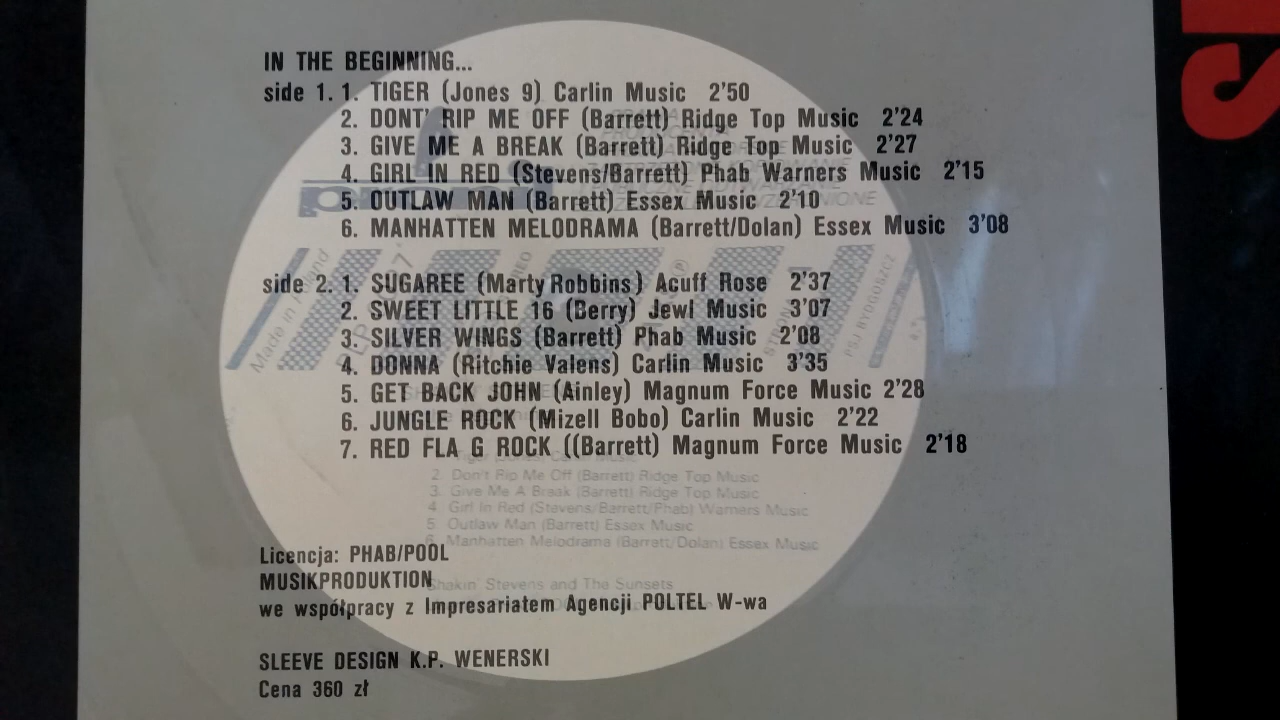 IN THE BEGINNING...
side 1. 1. TIGER (Jones 9) Carlin Music 2'50
2. DONT' RIP ME OFF (Barrett) Ridge Top Music 2'24
3. GIVE ME A BREAK (Barrett) Ridge Top Music 2'27
4. GIRL IN RED (Stevens/Barrett) Phab Warners Music 2'15
5. OUTLAW MAN (Barrett) Essex Music 2'10
6. MANHATTEN MELODRAMA (Barrett/Dolan) Essex Music 3'08
side 2. 1. SUGAREE (Marty Robbins) Acuff Rose 2'37
2. SWEET LITTLE 16 (Berry) Jewl Music 3'07
3. SILVER WINGS (Barrett) Phab Music 2'08
4. DONNA (Ritchie Valens) Carlin Music 3'35
5. GET BACK JOHN (Ainley) Magnum Force Music 2'28
6. JUNGLE ROCK (Mizell Bobo) Carlin Music 2'22
7. RED FLA G ROCK ((Barrett) Magnum Force Music 2'18
2. Don't Rip Me Off (Barrett) Ridge Top Music
3. Give Me A Break (Barrett) Ridge Top Music
4. Girl In Red (Stevens/Barrett/Phab) Warners Music
5. Outlaw Man (Barrett) Essex Music
6. Manhatten Melodrama (Barrett/Dolan) Essex Music
Shakin' Stevens and The Sunsets
Licencja: PHAB/POOL
MUSIKPRODUKTION
we współpracy z Impresariatem Agencji POLTEL W-wa
SLEEVE DESIGN K.P. WENERSKI
Cena 360 zł
Made in Poland
PSJ BYDGOSZCZ